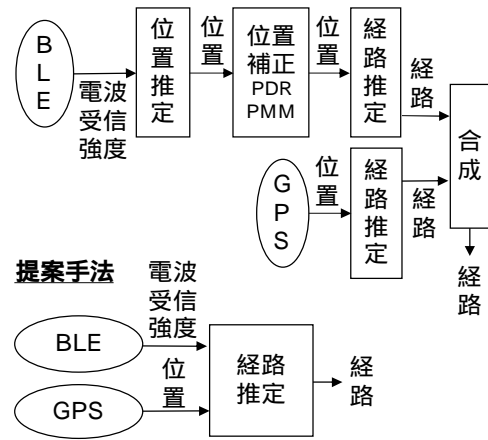 BLE
電波
受信
強度
位置推定
位置
位置
補正
PDR
PMM
位置
経路推定
経路
合成
経路
GPS
位置
経路推定
経路
提案手法
BLE
電波
受信
強度
GPS
位置
経路
推定
経路